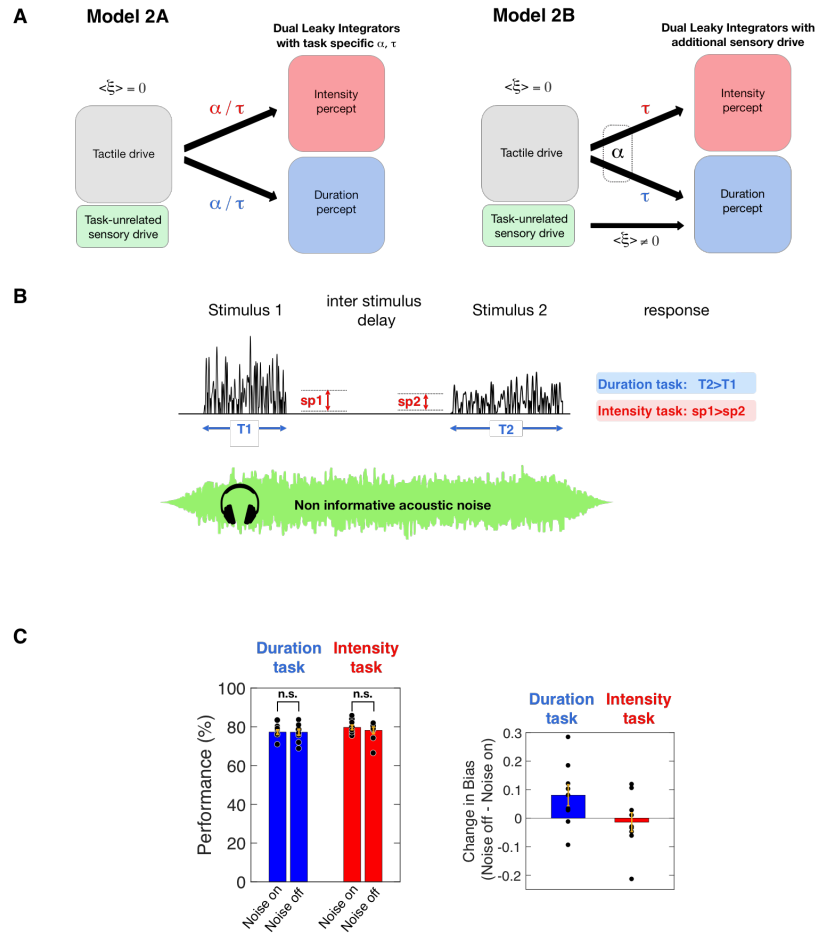 A
Model 2A
Dual Leaky Integrators
with task specific α, τ
<ξ> = 0
Tactile drive
Task-unrelated
sensory drive
α / τ
α / τ
Intensity
percept
Duration
percept
Model 2B
Dual Leaky Integrators with
additional sensory drive
<ξ> = 0
Tactile drive
Task-unrelated
sensory drive
τ
α
τ
<ξ> ≠ 0
Intensity
percept
Duration
percept
B
Stimulus 1
inter stimulus
delay
Stimulus 2
response
sp1
sp2
T1
T2
Duration task: T2>T1
Intensity task: sp1>sp2
Non informative acoustic noise
C
Duration
task
Intensity
task
n.s.
n.s.
Performance (%)
100
80
60
40
20
0
Noise on
Noise off
Noise on
Noise off
Duration
task
Intensity
task
Change in Bias
(Noise off - Noise on)
0.3
0.2
0.1
0
-0.1
-0.2